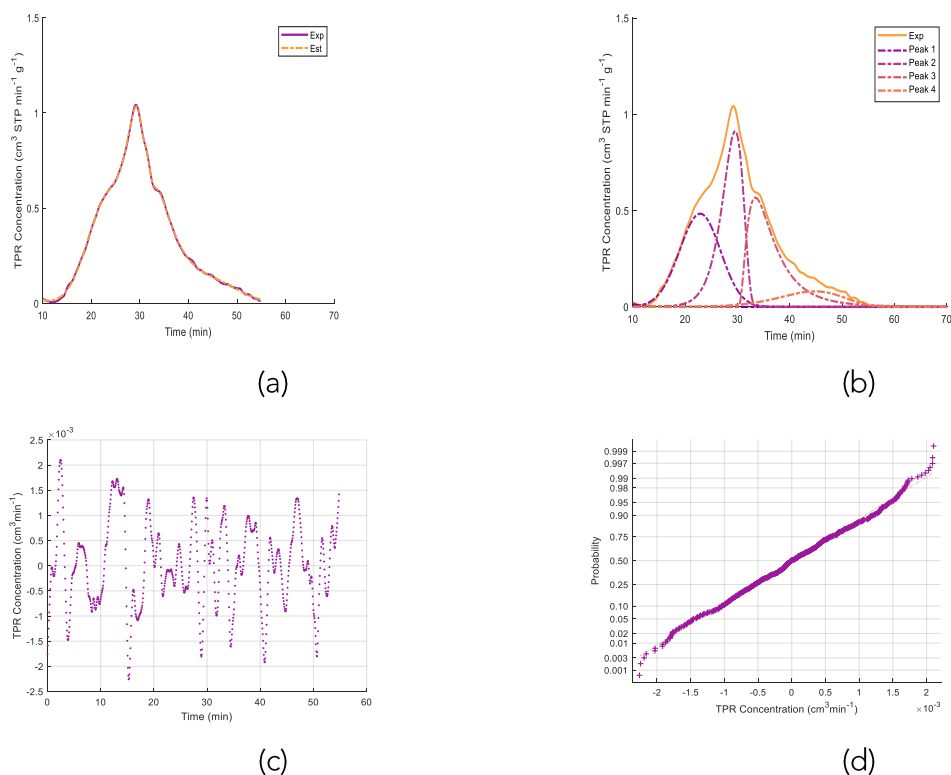 1.5
1
0.5
0
10 20 30 40 50 60 70
TPR Concentration (cm³ STP min⁻¹ g⁻¹)
Time (min)
Exp
Est
(a)
1.5
1
0.5
0
10 20 30 40 50 60 70
TPR Concentration (cm³ STP min⁻¹ g⁻¹)
Time (min)
Exp
Peak 1
Peak 2
Peak 3
Peak 4
(b)
×10⁻³
2.5
2
1.5
1
0.5
0
-0.5
-1
-1.5
-2
-2.5
0 10 20 30 40 50 60
TPR Concentration (cm³min⁻¹)
Time (min)
(c)
0.999
0.997
0.99
0.98
0.95
0.90
0.75
0.50
0.25
0.10
0.05
0.02
0.01
0.003
0.001
Probability
-2 -1.5 -1 -0.5 0 0.5 1 1.5 2
×10⁻³
TPR Concentration (cm³min⁻¹)
(d)